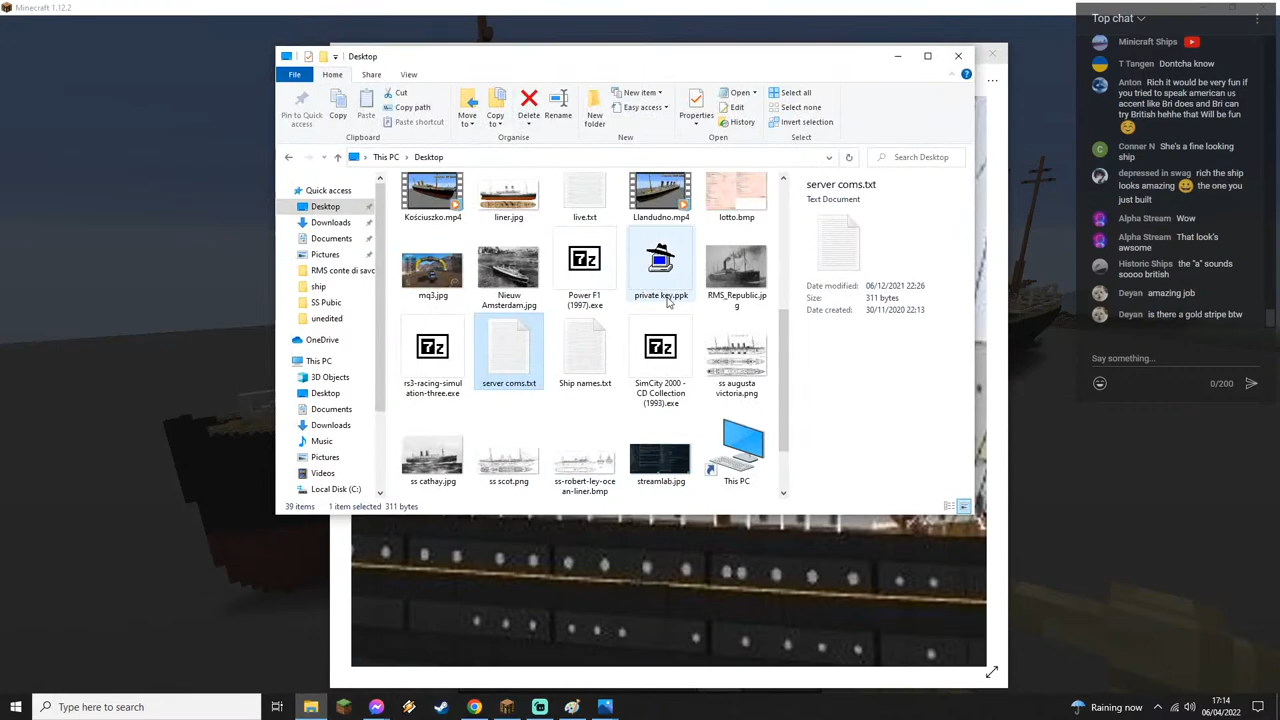 Minecraft 1.12.2
Desktop
File
Home
Share
View
Pin to Quick access
Copy
Paste
Cut
Copy path
Paste shortcut
Clipboard
Move to
Copy to
Delete
Rename
Organise
New folder
New item
Easy access
New
Properties
Open
Edit
History
Open
Select all
Select none
Invert selection
Select
This PC
Desktop
Search Desktop
Quick access
Desktop
Downloads
Documents
Pictures
RMS conte di savc
ship
SS Pubic
unedited
OneDrive
This PC
3D Objects
Desktop
Documents
Downloads
Music
Pictures
Videos
Local Disk (C:)
Kościuszko.mp4
liner.jpg
live.txt
Llandudno.mp4
lotto.bmp
mq3.jpg
Nieuw Amsterdam.jpg
Power F1 (1997).exe
private key.ppk
RMS_Republic.jpg
rs3-racing-simulation-three.exe
server coms.txt
Ship names.txt
SimCity 2000 - CD Collection (1993).exe
ss augusta victoria.png
ss cathay.jpg
ss scot.png
ss-robert-ley-ocean-liner.bmp
streamlab.jpg
This PC
server coms.txt
Text Document
Date modified: 06/12/2021 22:26
Size: 311 bytes
Date created: 30/11/2020 22:13
39 items
1 item selected 311 bytes
Top chat
Minicraft Ships
T Tangen Dontcha know
Anton Rich it would be very fun if
you tried to speak american us
accent like Bri does and Bri can
try British hehhe that Will be fun
Conner N She's a fine looking
ship
depressed in swag rich the ship
looks amazing the one you
just built
Alpha Stream Wow
Alpha Stream That look's
awsome
Historic Ships the "a" sounds
soooo british
Deyan amazing job
Deyan is there a gold stripe btw
Say something...
0/200
Type here to search
Raining now
17:14
06/04/2022